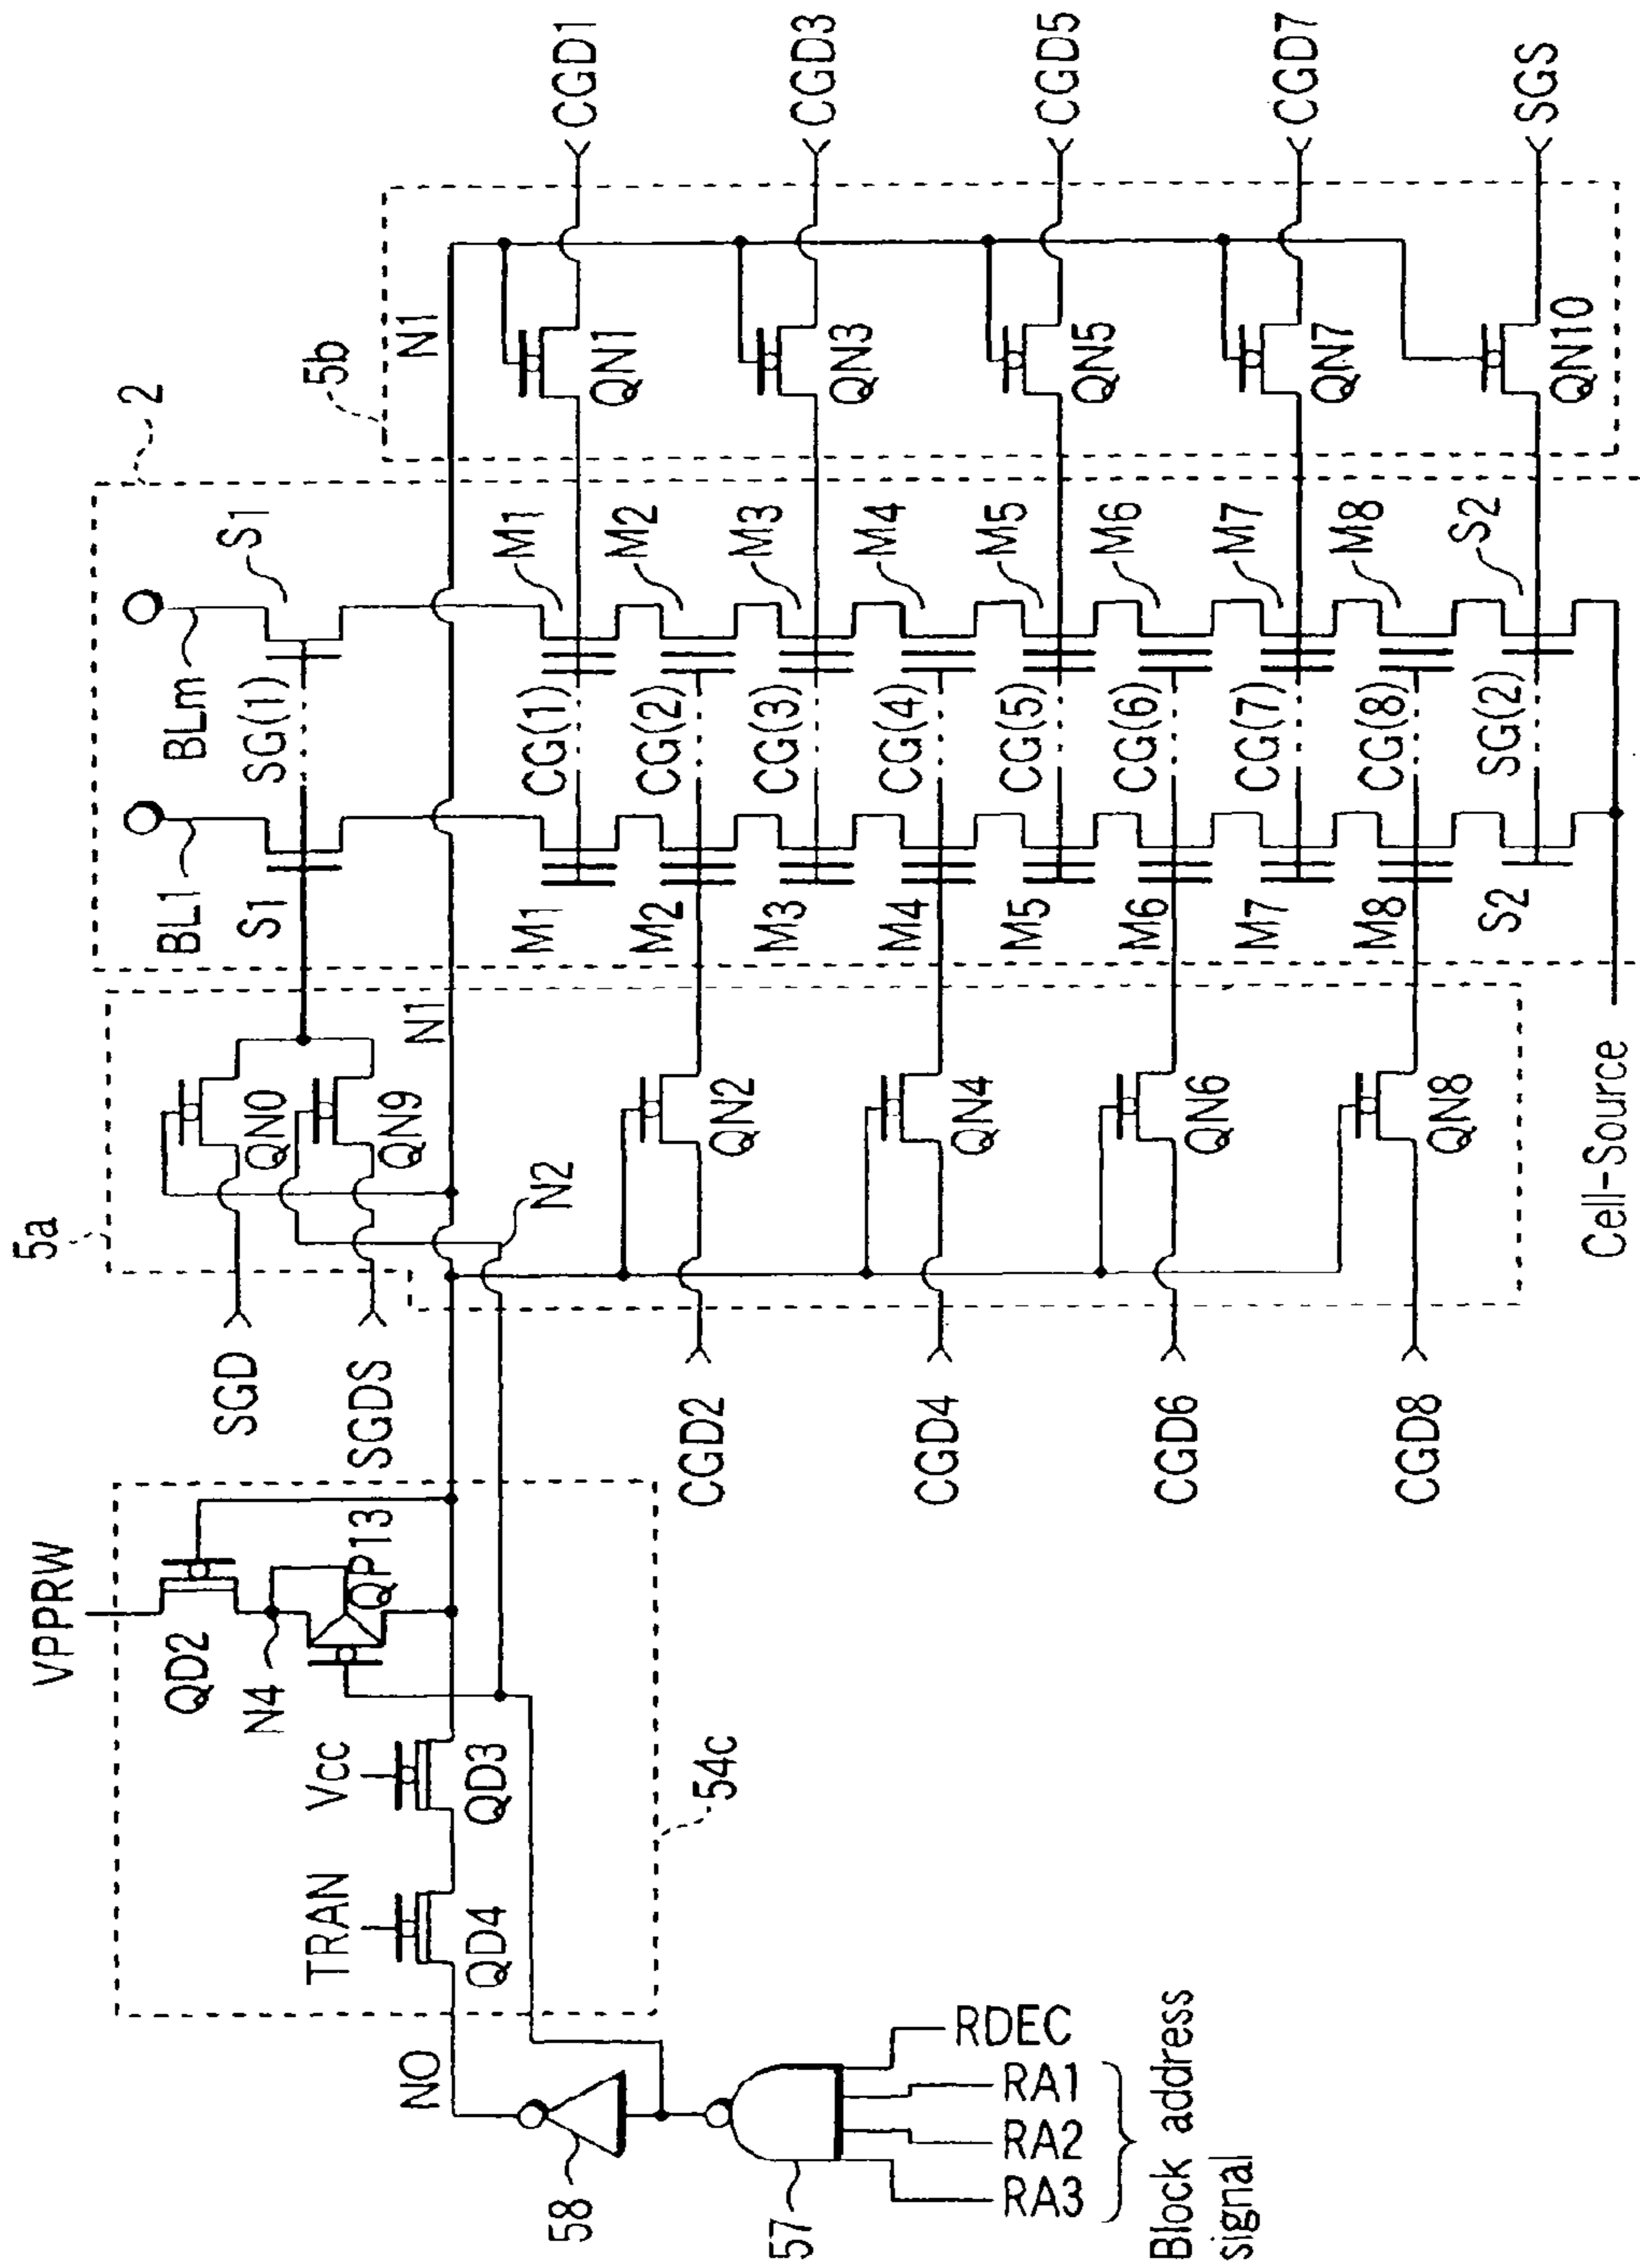 VPPRW
QD2
N4
QP13
Vcc
QD3
TRAN
QD4
54c
NO
58
57
RDEC
RA1
RA2
RA3
Block address
signal
5a
SGD
SGDS
QN0
QN9
N1
N2
CGD2
QN2
CGD4
QN4
CGD6
QN6
CGD8
QN8
2
BL1
BLm
S1
SG(1)
S1
M1
CG(1)
M1
M2
CG(2)
M2
M3
CG(3)
M3
M4
CG(4)
M4
M5
CG(5)
M5
M6
CG(6)
M6
M7
CG(7)
M7
M8
CG(8)
M8
S2
SG(2)
S2
Cell-Source
5b
N1
QN1
CGD1
QN3
CGD3
QN5
CGD5
QN7
CGD7
QN10
SGS